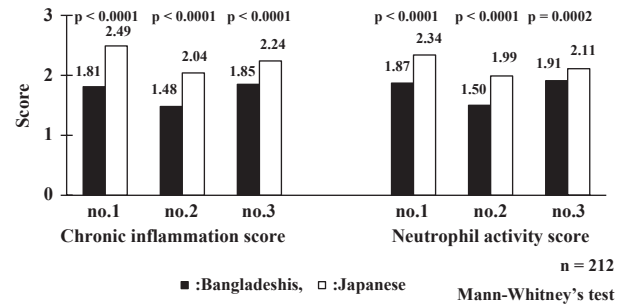 p < 0.0001 p < 0.0001 p < 0.0001 p < 0.0001 p < 0.0001 p = 0.0002
3
2
1
0
Score
1.81 2.49 1.48 2.04 1.85 2.24 1.87 2.34 1.50 1.99 1.91 2.11
no.1 no.2 no.3 no.1 no.2 no.3
Chronic inflammation score Neutrophil activity score
n = 212
■ :Bangladeshis, □ :Japanese
Mann-Whitney’s test